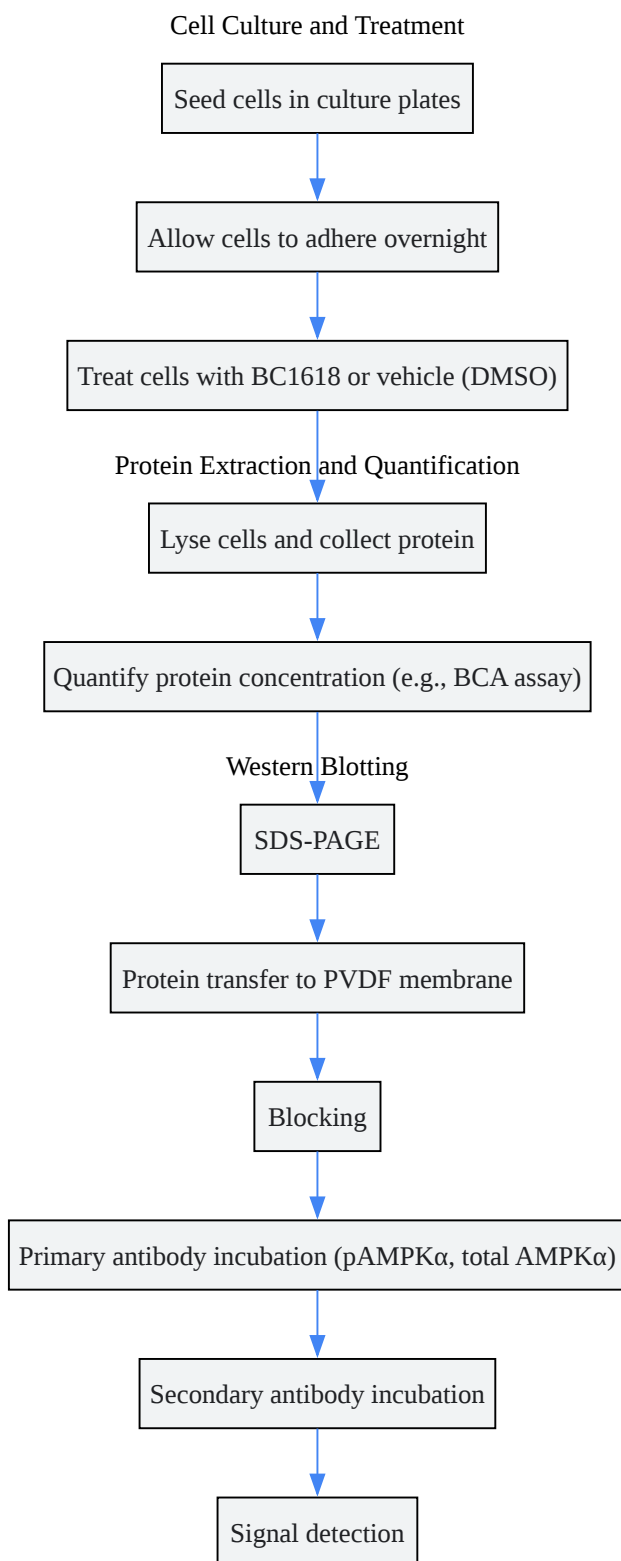 Cell Culture and Treatment
Seed cells in culture plates
Allow cells to adhere overnight
Treat cells with BC1618 or vehicle (DMSO)
Protein Extraction and Quantification
Lyse cells and collect protein
Quantify protein concentration (e.g., BCA assay)
Western Blotting
SDS-PAGE
Protein transfer to PVDF membrane
Blocking
Primary antibody incubation (pAMPKα, total AMPKα)
Secondary antibody incubation
Signal detection